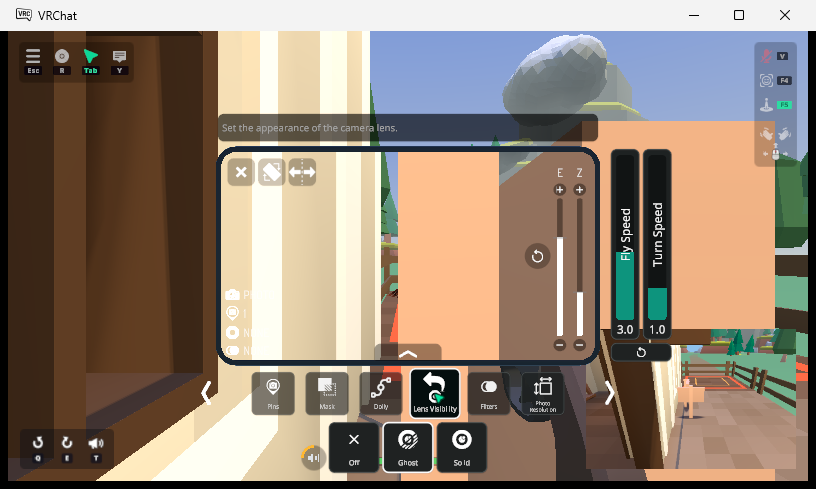 VRChat
Esc
R
Tab
Y
V
F4
F5
Set the appearance of the camera lens.
E
Z
Fly Speed
Turn Speed
3.0
1.0
Pins
Mask
Dolly
Lens Visibility
Filters
Photo
Resolution
Q
E
T
Off
Ghost
Solid